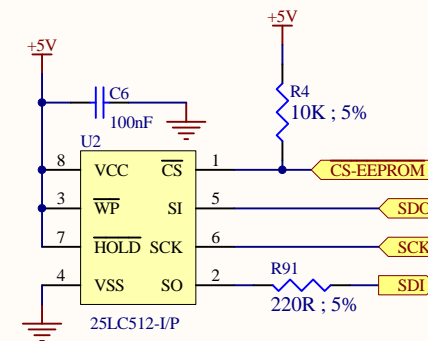 +5V
+5V
C6
100nF
R4
10K ; 5%
U2
8 VCC CS 1
CS-EEPROM
3 WP SI 5
SDO
7 HOLD SCK 6
SCK
4 VSS SO 2
R91
220R ; 5%
SDI
25LC512-I/P